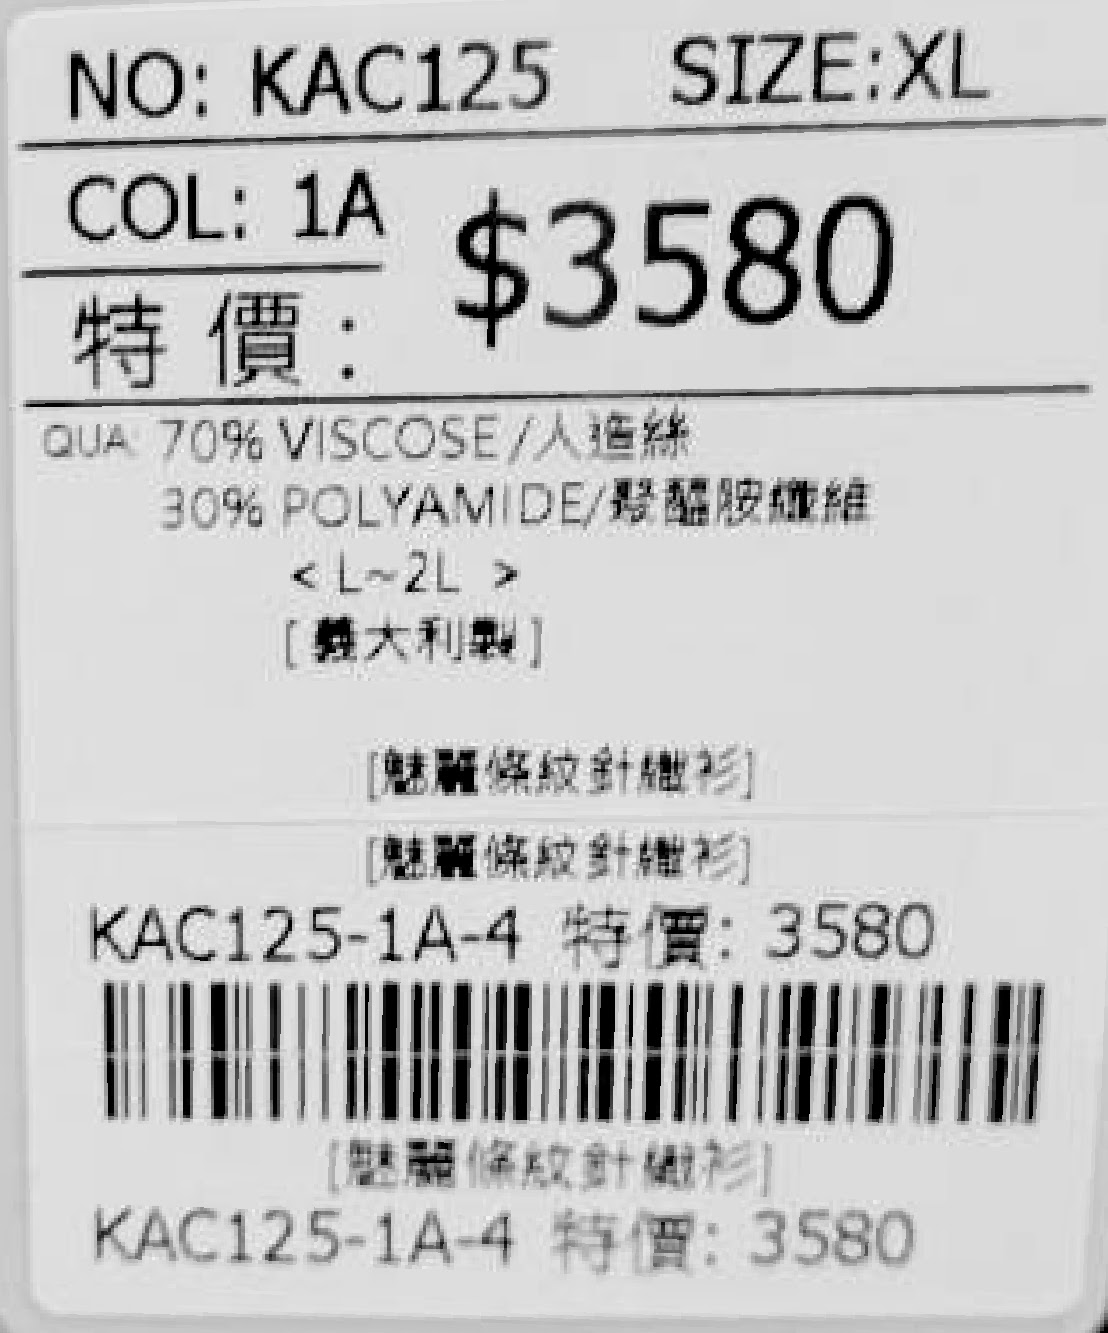 NO: KAC125 SIZE:XL
COL: 1A
$3580
特價:
QUA: 70% VISCOSE/人造絲
30% POLYAMIDE/聚醯胺纖維
< L~2L >
[義大利製]
[魅麗條紋針織衫]
[魅麗條紋針織衫]
KAC125-1A-4 特價: 3580
[魅麗條紋針織衫]
KAC125-1A-4 特價: 3580